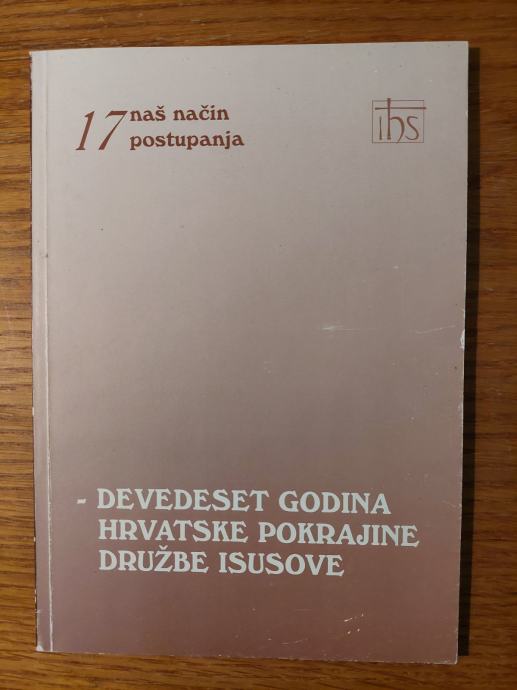 17 naš način
postupanja
ihs
- DEVEDESET GODINA
HRVATSKE POKRAJINE
DRUŽBE ISUSOVE